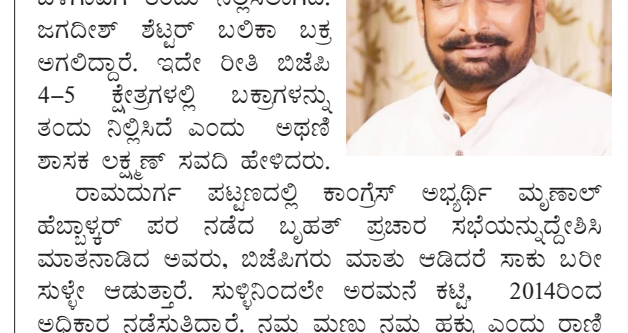 ಜಗದೀಶ್ ಶೆಟ್ಟರ್ ಬಲಿಕಾ ಬಕ್ರ
ಅಗಲಿದ್ದಾರೆ. ಇದೇ ರೀತಿ ಬಿಜೆಪಿ
4–5 ಕ್ಷೇತ್ರಗಳಲ್ಲಿ ಬಕ್ರಾಗಳನ್ನು
ತಂದು ನಿಲ್ಲಿಸಿದೆ ಎಂದು ಅಥಣಿ
ಶಾಸಕ ಲಕ್ಷ್ಮಣ್ ಸವದಿ ಹೇಳಿದರು.
ರಾಮದುರ್ಗ ಪಟ್ಟಣದಲ್ಲಿ ಕಾಂಗ್ರೆಸ್ ಅಭ್ಯರ್ಥಿ ಮೃಣಾಲ್
ಹೆಬ್ಬಾಳ್ಕರ್ ಪರ ನಡೆದ ಬೃಹತ್ ಪ್ರಚಾರ ಸಭೆಯನ್ನುದ್ದೇಶಿಸಿ
ಮಾತನಾಡಿದ ಅವರು, ಬಿಜೆಪಿಗರು ಮಾತು ಆಡಿದರೆ ಸಾಕು ಬರೀ
ಸುಳ್ಳೇ ಆಡುತ್ತಾರೆ. ಸುಳ್ಳಿನಿಂದಲೇ ಅರಮನೆ ಕಟ್ಟಿ, 2014ರಿಂದ
ಅಧಿಕಾರ ನಡೆಸುತಿದ್ದಾರೆ. ನಮ್ಮ ಮಣ್ಣು ನಮ್ಮ ಹಕ್ಕು ಎಂದು ರಾಣಿ